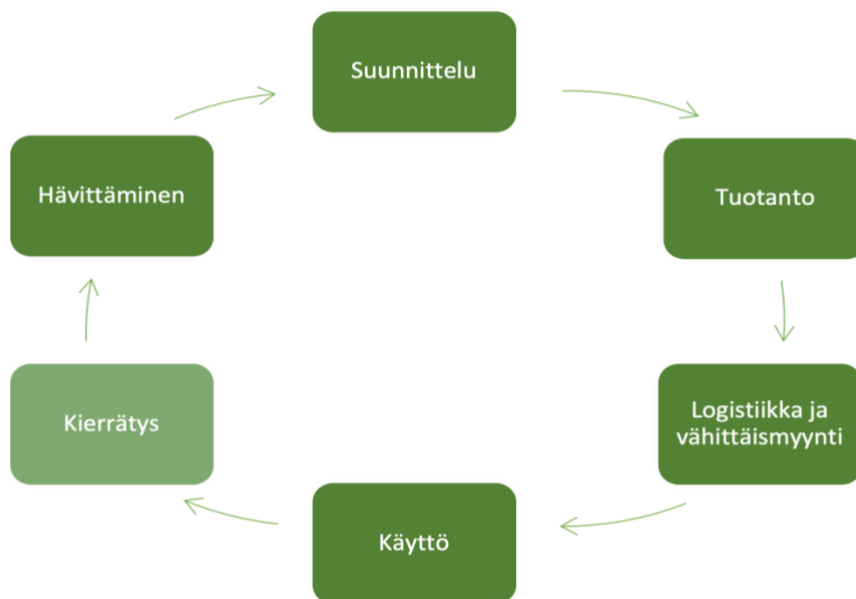 Suunnittelu
Tuotanto
Logistiikka ja
vähittäismyynti
Käyttö
Kierrätys
Hävittäminen